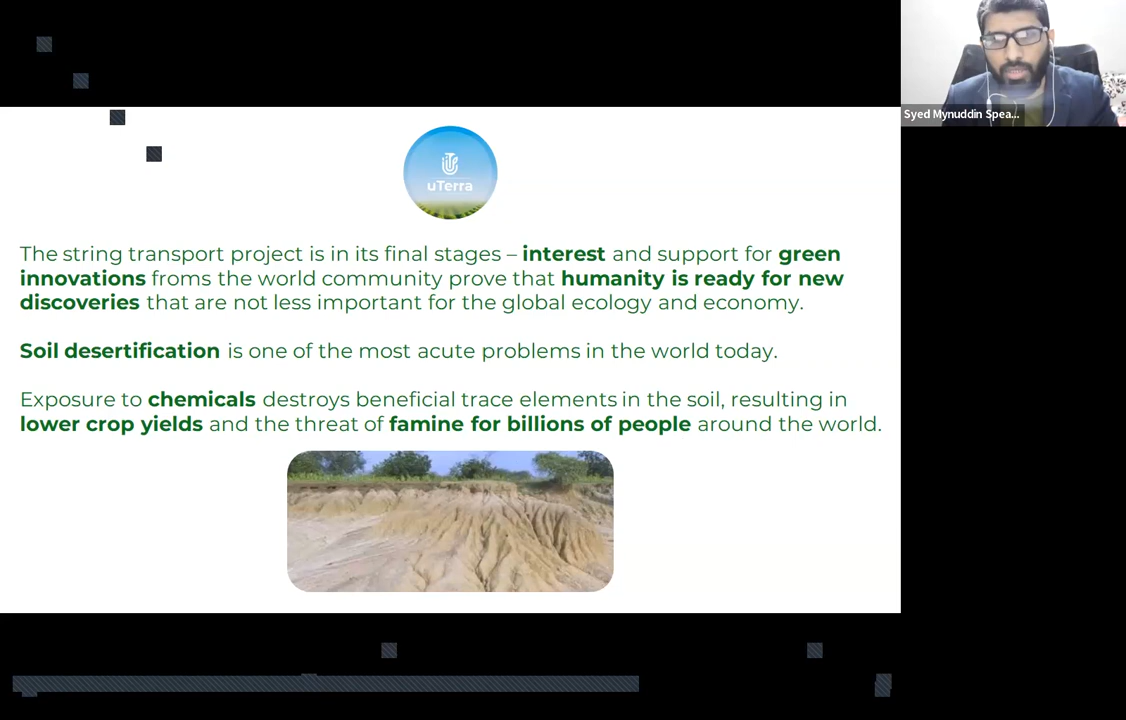 Syed Mynuddin Spea...
uTerra
The string transport project is in its final stages – interest and support for green
innovations froms the world community prove that humanity is ready for new
discoveries that are not less important for the global ecology and economy.
Soil desertification is one of the most acute problems in the world today.
Exposure to chemicals destroys beneficial trace elements in the soil, resulting in
lower crop yields and the threat of famine for billions of people around the world.